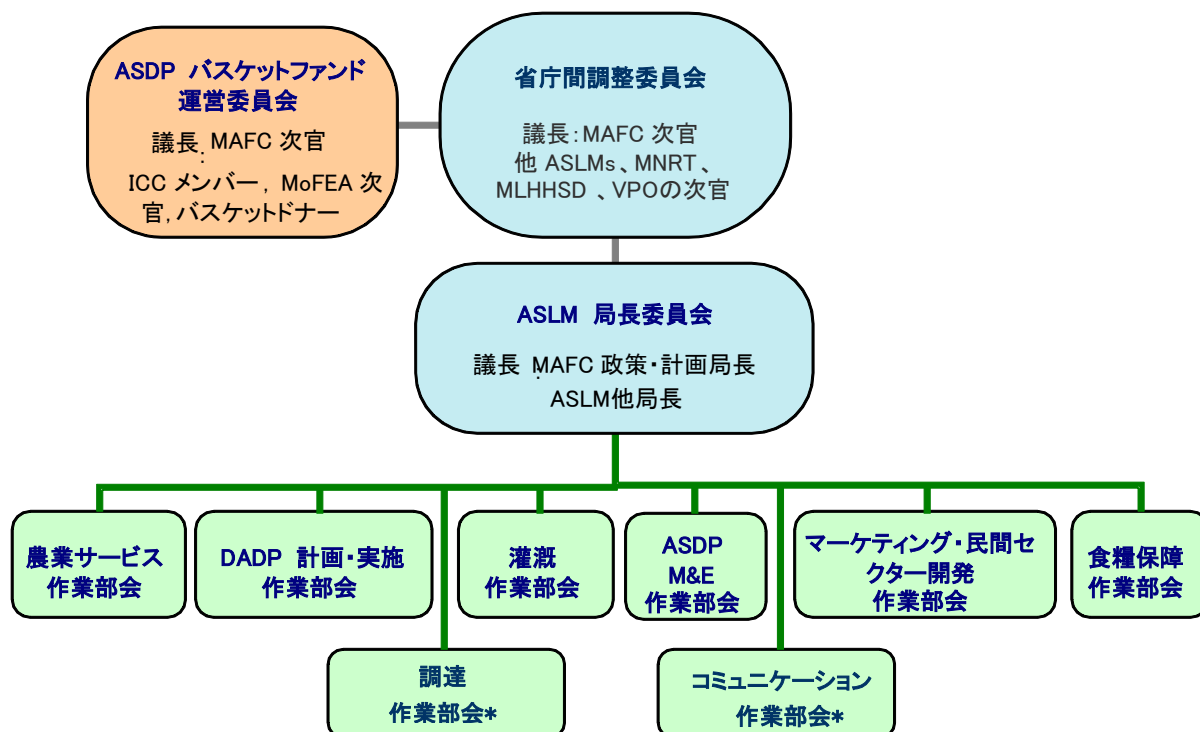 ASDP バスケットファンド
運営委員会
議長: MAFC 次官
ICC メンバー, MoFEA 次
官, バスケットドナー
省庁間調整委員会
議長:MAFC 次官
他 ASLMs、MNRT、
MLHHSD 、VPOの次官
ASLM 局長委員会
議長 :MAFC 政策・計画局長
ASLM他局長
農業サービス
作業部会
DADP 計画・実施
作業部会
灌漑
作業部会
ASDP
M&E
作業部会
マーケティング・民間セ
クター開発
作業部会
食糧保障
作業部会
調達
作業部会*
コミュニケーション
作業部会*